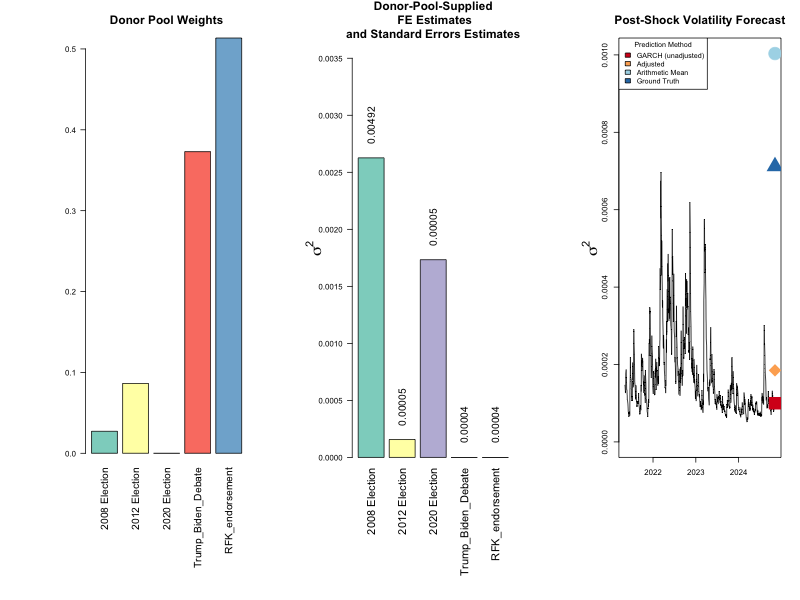 Donor Pool Weights
0.5
0.4
0.3
0.2
0.1
0.0
2008 Election
2012 Election
2020 Election
Trump_Biden_Debate
RFK_endorsement
Donor-Pool-Supplied
FE Estimates
and Standard Errors Estimates
σ2
0.0035
0.0030
0.0025
0.0020
0.0015
0.0010
0.0005
0.0000
0.00492
0.00005
0.00005
0.00004
0.00004
2008 Election
2012 Election
2020 Election
Trump_Biden_Debate
RFK_endorsement
Post-Shock Volatility Forecast
σ2
0.0010
0.0008
0.0006
0.0004
0.0002
0.0000
Prediction Method
GARCH (unadjusted)
Adjusted
Arithmetic Mean
Ground Truth
2022
2023
2024